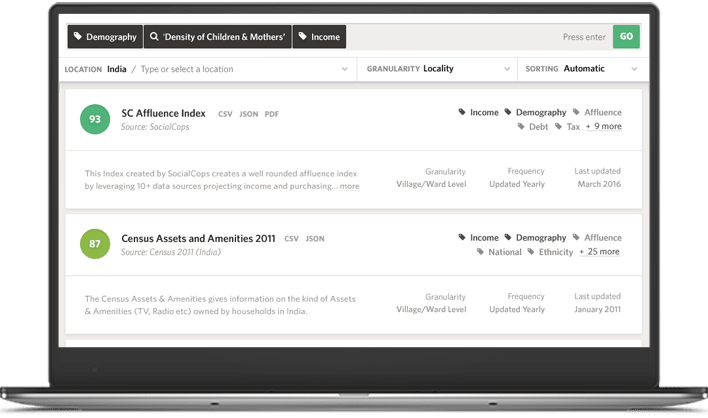 Demography 'Density of Children & Mothers' Income Press enter GO
LOCATION India / Type or select a location GRANULARITY Locality SORTING Automatic
93
SC Affluence Index CSV JSON PDF
Source: SocialCops
Income Demography Affluence
Debt Tax + 9 more
This Index created by SocialCops creates a well rounded affluence index
by leveraging 10+ data sources projecting income and purchasing... more
Granularity
Village/Ward Level
Frequency
Updated Yearly
Last updated
March 2016
87
Census Assets and Amenities 2011 CSV JSON
Source: Census 2011 (India)
Income Demography Affluence
National Ethnicity + 25 more
The Census Assets & Amenities gives information on the kind of Assets
& Amenities (TV, Radio etc) owned by households in India.
Granularity
Village/Ward Level
Frequency
Updated Yearly
Last updated
January 2011